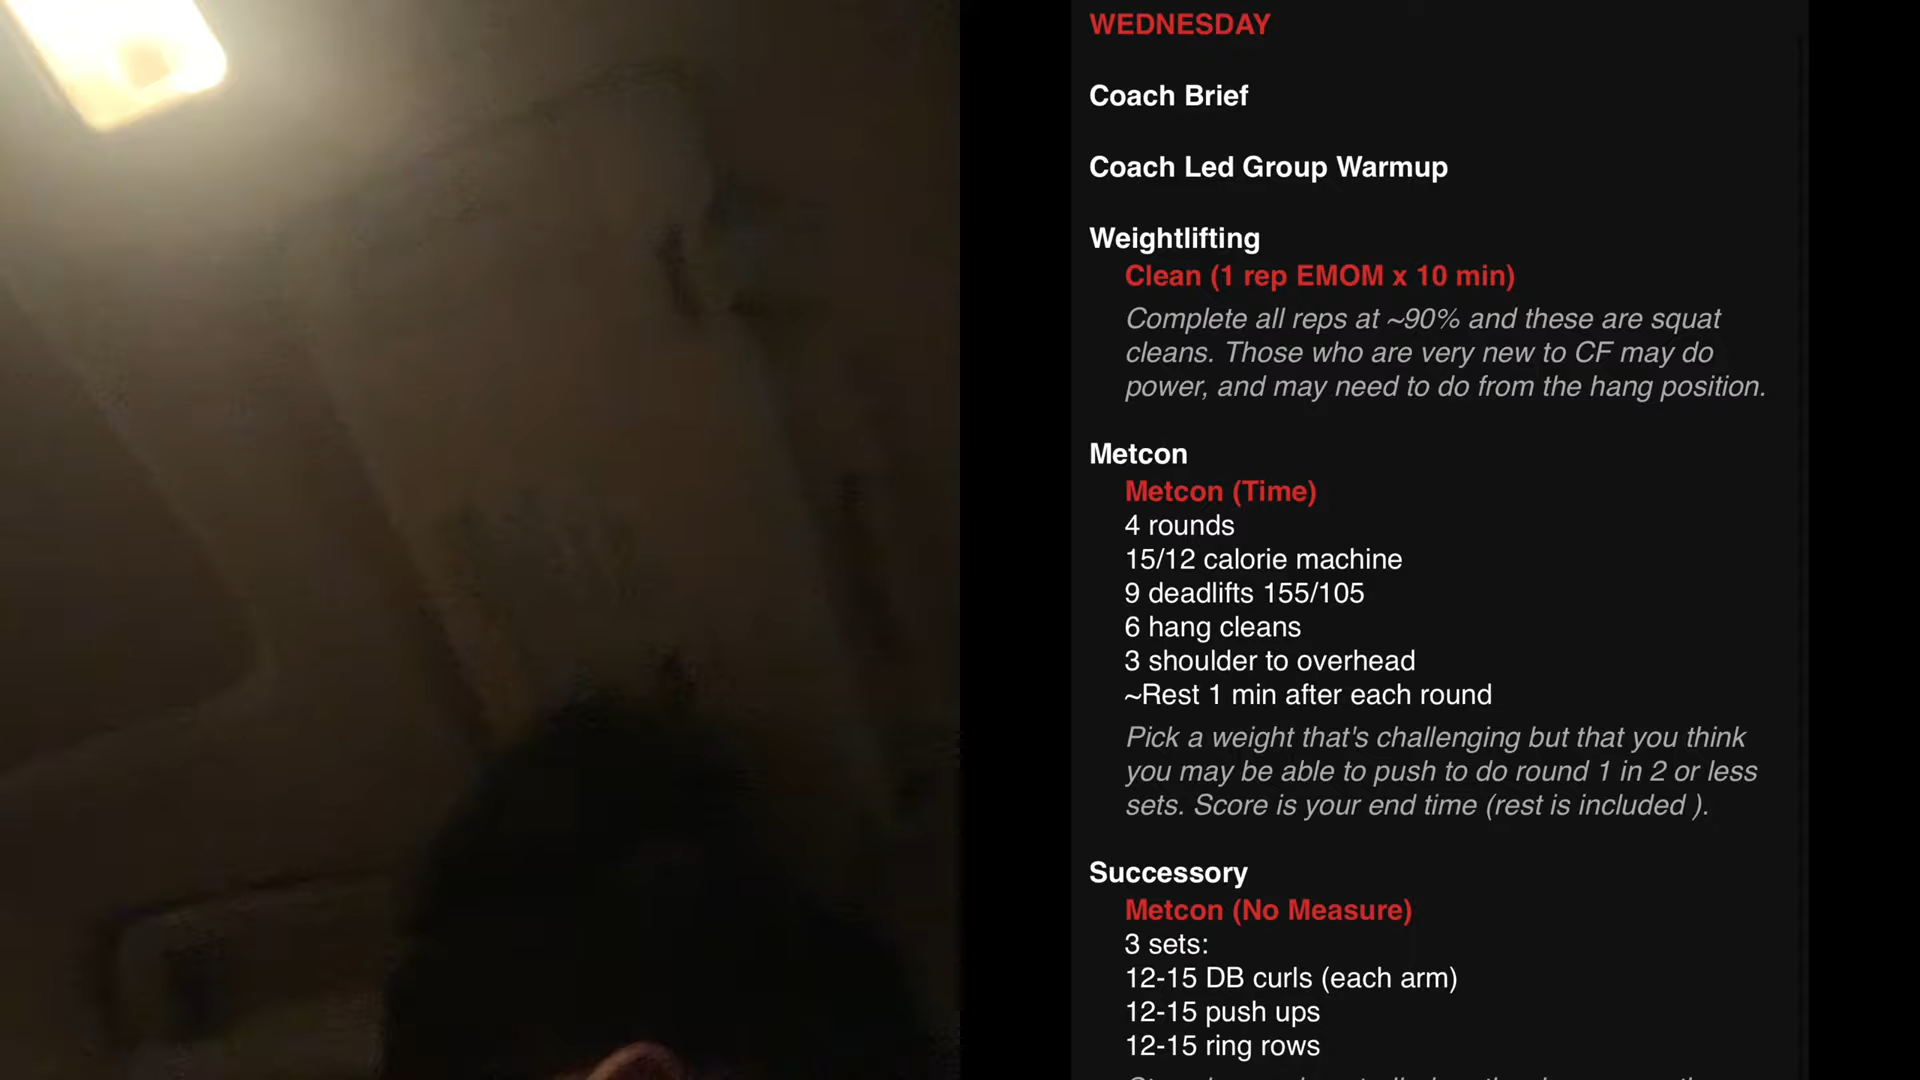 WEDNESDAY
Coach Brief
Coach Led Group Warmup
Weightlifting
Clean (1 rep EMOM x 10 min)
Complete all reps at ~90% and these are squat
cleans. Those who are very new to CF may do
power, and may need to do from the hang position.
Metcon
Metcon (Time)
4 rounds
15/12 calorie machine
9 deadlifts 155/105
6 hang cleans
3 shoulder to overhead
~Rest 1 min after each round
Pick a weight that's challenging but that you think
you may be able to push to do round 1 in 2 or less
sets. Score is your end time (rest is included ).
Successory
Metcon (No Measure)
3 sets:
12-15 DB curls (each arm)
12-15 push ups
12-15 ring rows